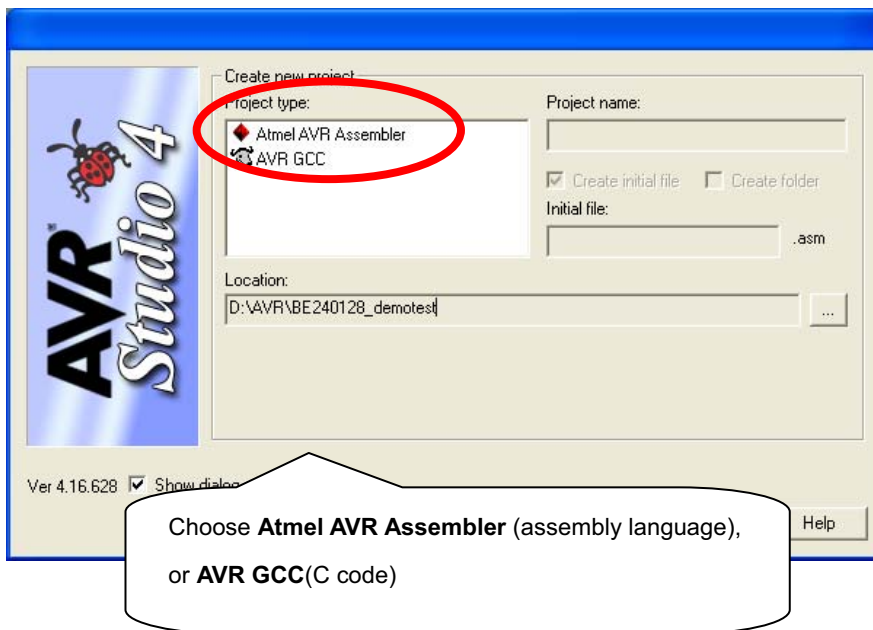 Create new project
Project type:
Atmel AVR Assembler
AVR GCC
Project name:
Create initial file
Create folder
Initial file:
.asm
Location:
D:\AVR\BE240128_demotest
...
AVR®
Studio 4
Ver 4.16.628
Show dialog
Help
Choose Atmel AVR Assembler (assembly language),
or AVR GCC(C code)